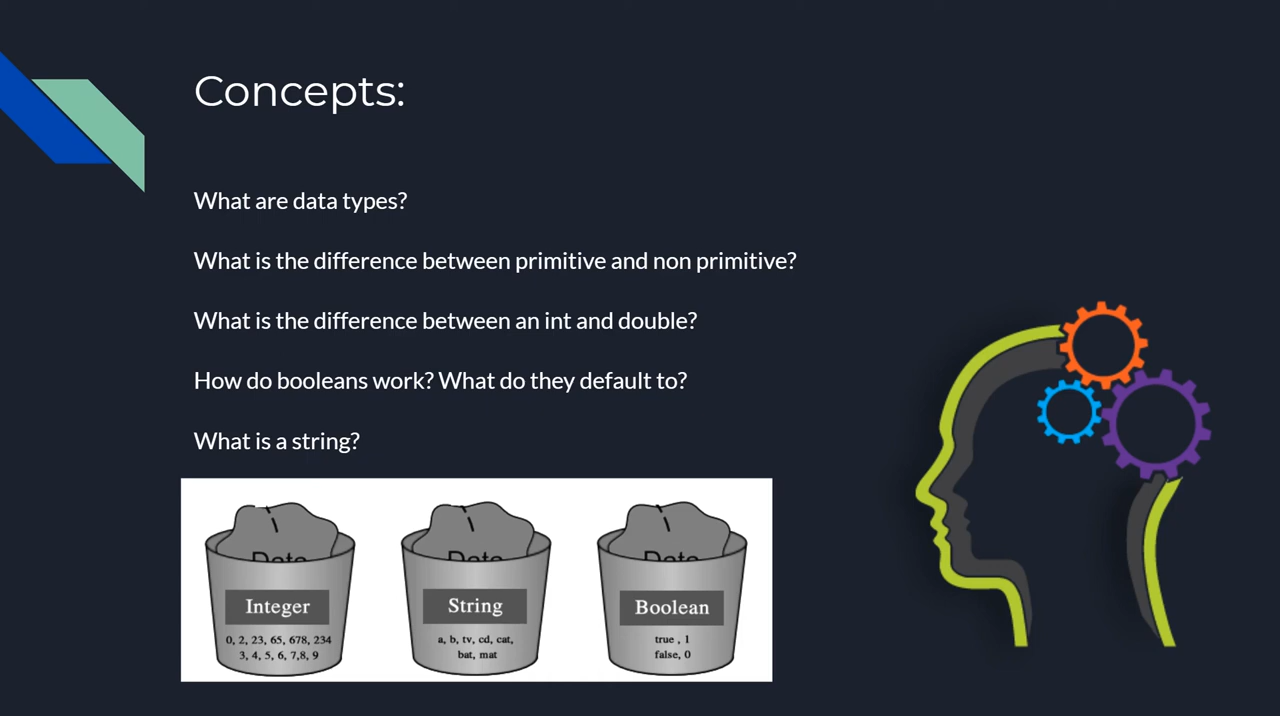 Concepts:
What are data types?
What is the difference between primitive and non primitive?
What is the difference between an int and double?
How do booleans work? What do they default to?
What is a string?
Data Data Data
Integer String Boolean
0, 2, 23, 65, 678, 234
3, 4, 5, 6, 7,8, 9
a, b, tv, cd, cat,
bat, mat
true , 1
false, 0